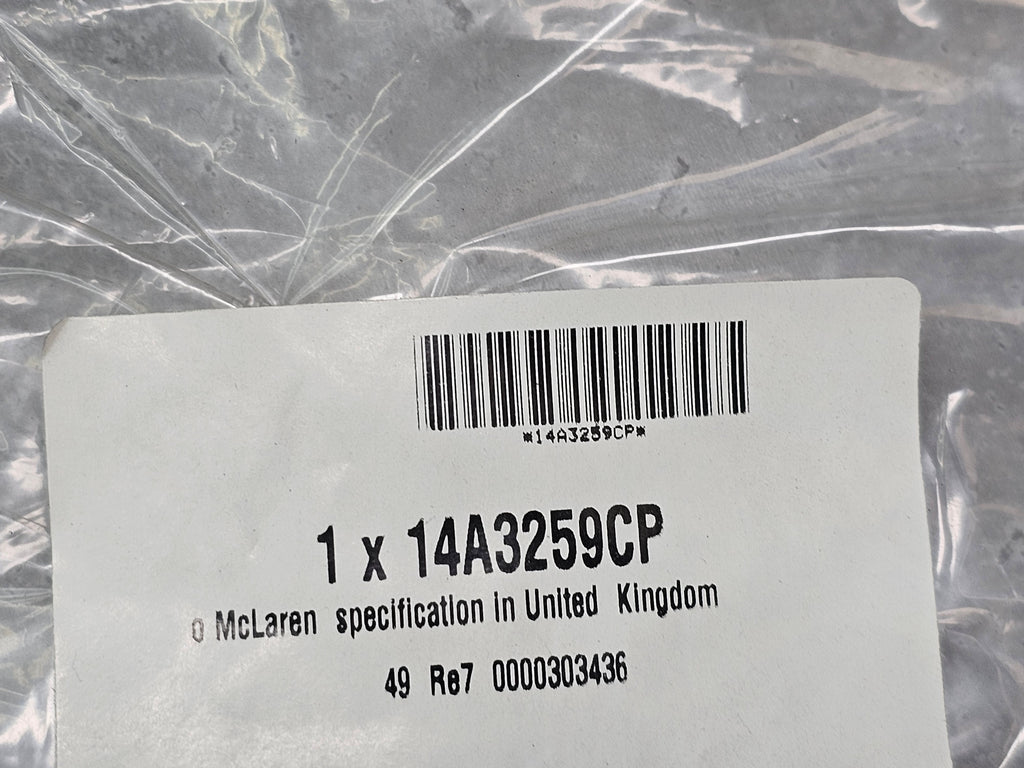 *14A3259CP*
1 x 14A3259CP
o McLaren specification in United Kingdom
49 Re7 0000303436